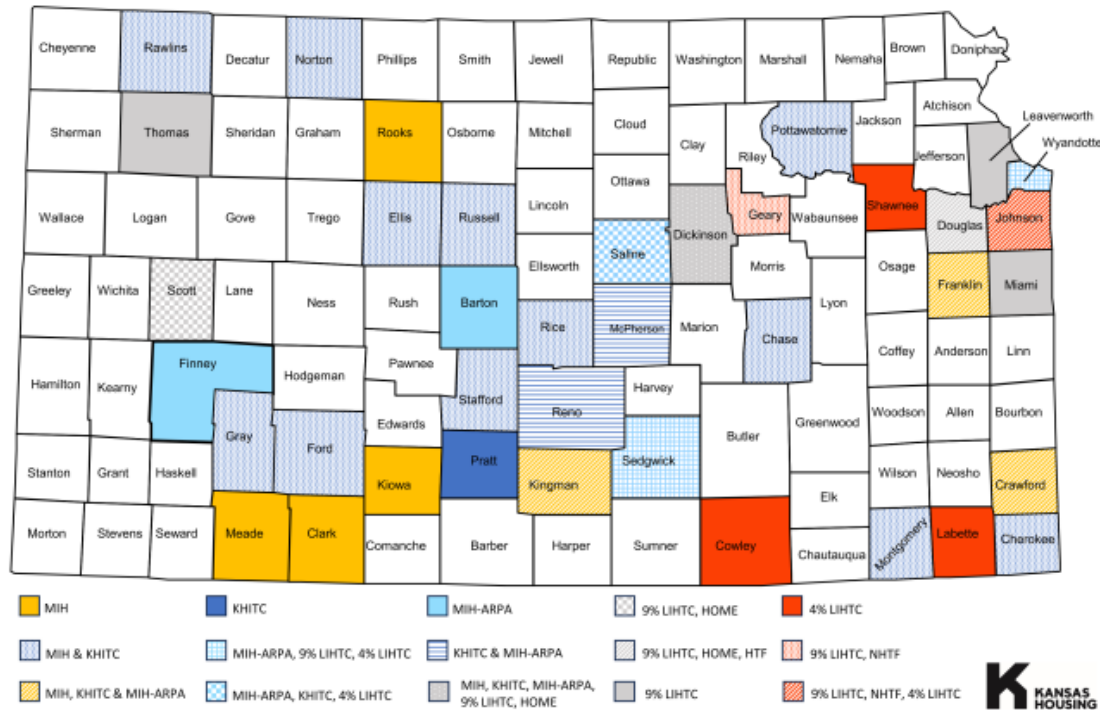 Cheyenne Rawlins Decatur Norton Phillips Smith Jewell Republic Washington Marshall Nemaha Brown Doniphan
Sherman Thomas Sheridan Graham Rooks Osborne Mitchell Cloud Clay Riley Pottawatomie Jackson Atchison Jefferson Leavenworth Wyandotte
Ottawa
Wallace Logan Gove Trego Ellis Russell Lincoln Saline Dickinson Geary Wabaunsee Shawnee Douglas Johnson
Ellsworth Morris Osage Franklin Miami
Greeley Wichita Scott Lane Ness Rush Barton Rice McPherson Marion Chase Lyon
Coffey Anderson Linn
Hamilton Kearny Finney Hodgeman Pawnee Stafford Reno Harvey
Edwards Butler Greenwood Woodson Allen Bourbon
Stanton Grant Haskell Gray Ford Kiowa Pratt Kingman Sedgwick Elk Wilson Neosho Crawford
Morton Stevens Seward Meade Clark Comanche Barber Harper Sumner Cowley Chautauqua Montgomery Labette Cherokee
MIH KHITC MIH-ARPA 9% LIHTC, HOME 4% LIHTC
MIH & KHITC MIH-ARPA, 9% LIHTC, 4% LIHTC KHITC & MIH-ARPA 9% LIHTC, HOME, HTF 9% LIHTC, NHTF
MIH, KHITC & MIH-ARPA MIH-ARPA, KHITC, 4% LIHTC MIH, KHITC, MIH-ARPA,
9% LIHTC, HOME 9% LIHTC 9% LIHTC, NHTF, 4% LIHTC
KANSAS
HOUSING